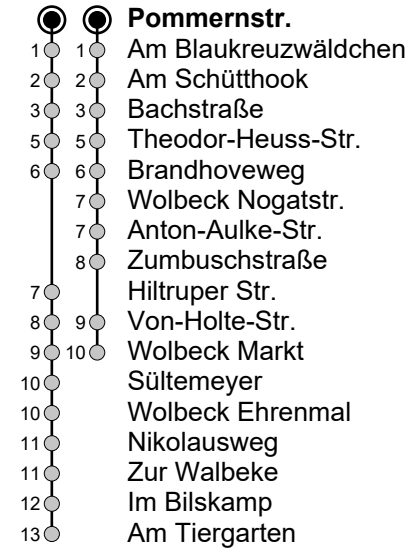 Pommernstr.
1 1 Am Blaukreuzwäldchen
2 2 Am Schütthook
3 3 Bachstraße
5 5 Theodor-Heuss-Str.
6 6 Brandhoveweg
7 Wolbeck Nogatstr.
7 Anton-Aulke-Str.
8 Zumbuschstraße
7 Hiltruper Str.
8 9 Von-Holte-Str.
9 10 Wolbeck Markt
10 Sültemeyer
10 Wolbeck Ehrenmal
11 Nikolausweg
11 Zur Walbeke
12 Im Bilskamp
13 Am Tiergarten